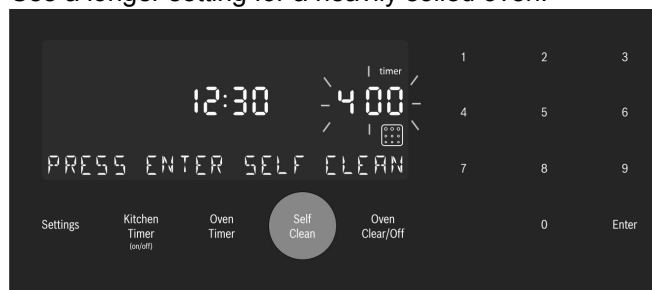 Use a longer setting for a heavily soiled oven.
timer
12:30 4 00
PRESS ENTER SELF CLEAN
Settings
Kitchen Timer (on/off)
Oven Timer
Self Clean
Oven Clear/Off
1 2 3
4 5 6
7 8 9
0 Enter